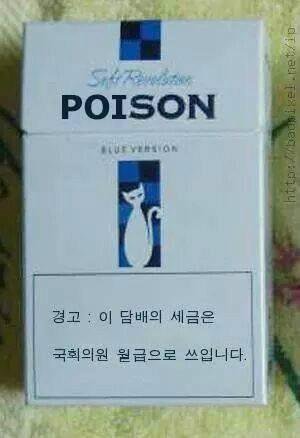 Soft Revolution
POISON
BLUE VERSION
경고 : 이 담배의 세금은
국회의원 월급으로 쓰입니다.
http://baupixel.net/jp